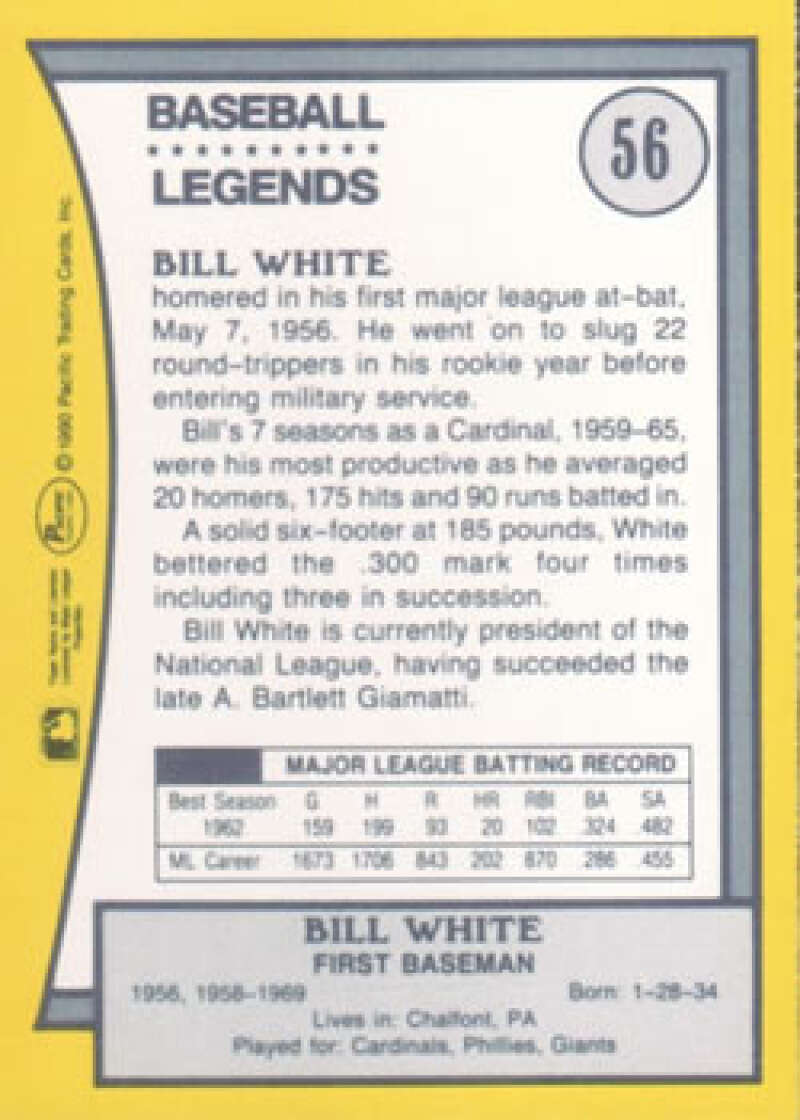 BASEBALL
LEGENDS
56
BILL WHITE
homered in his first major league at-bat,
May 7, 1956. He went on to slug 22
round-trippers in his rookie year before
entering military service.
Bill's 7 seasons as a Cardinal, 1959-65,
were his most productive as he averaged
20 homers, 175 hits and 90 runs batted in.
A solid six-footer at 185 pounds, White
bettered the .300 mark four times
including three in succession.
Bill White is currently president of the
National League, having succeeded the
late A. Bartlett Giamatti.
MAJOR LEAGUE BATTING RECORD
Best Season G H R HR RBI BA SA
1962 159 199 93 20 102 .324 .482
ML Career 1673 1706 843 202 870 .286 .455
BILL WHITE
FIRST BASEMAN
1956, 1958-1969 Born: 1-28-34
Lives in: Chalfont, PA
Played for: Cardinals, Phillies, Giants
Pacific © 1990 Pacific Trading Cards, Inc.